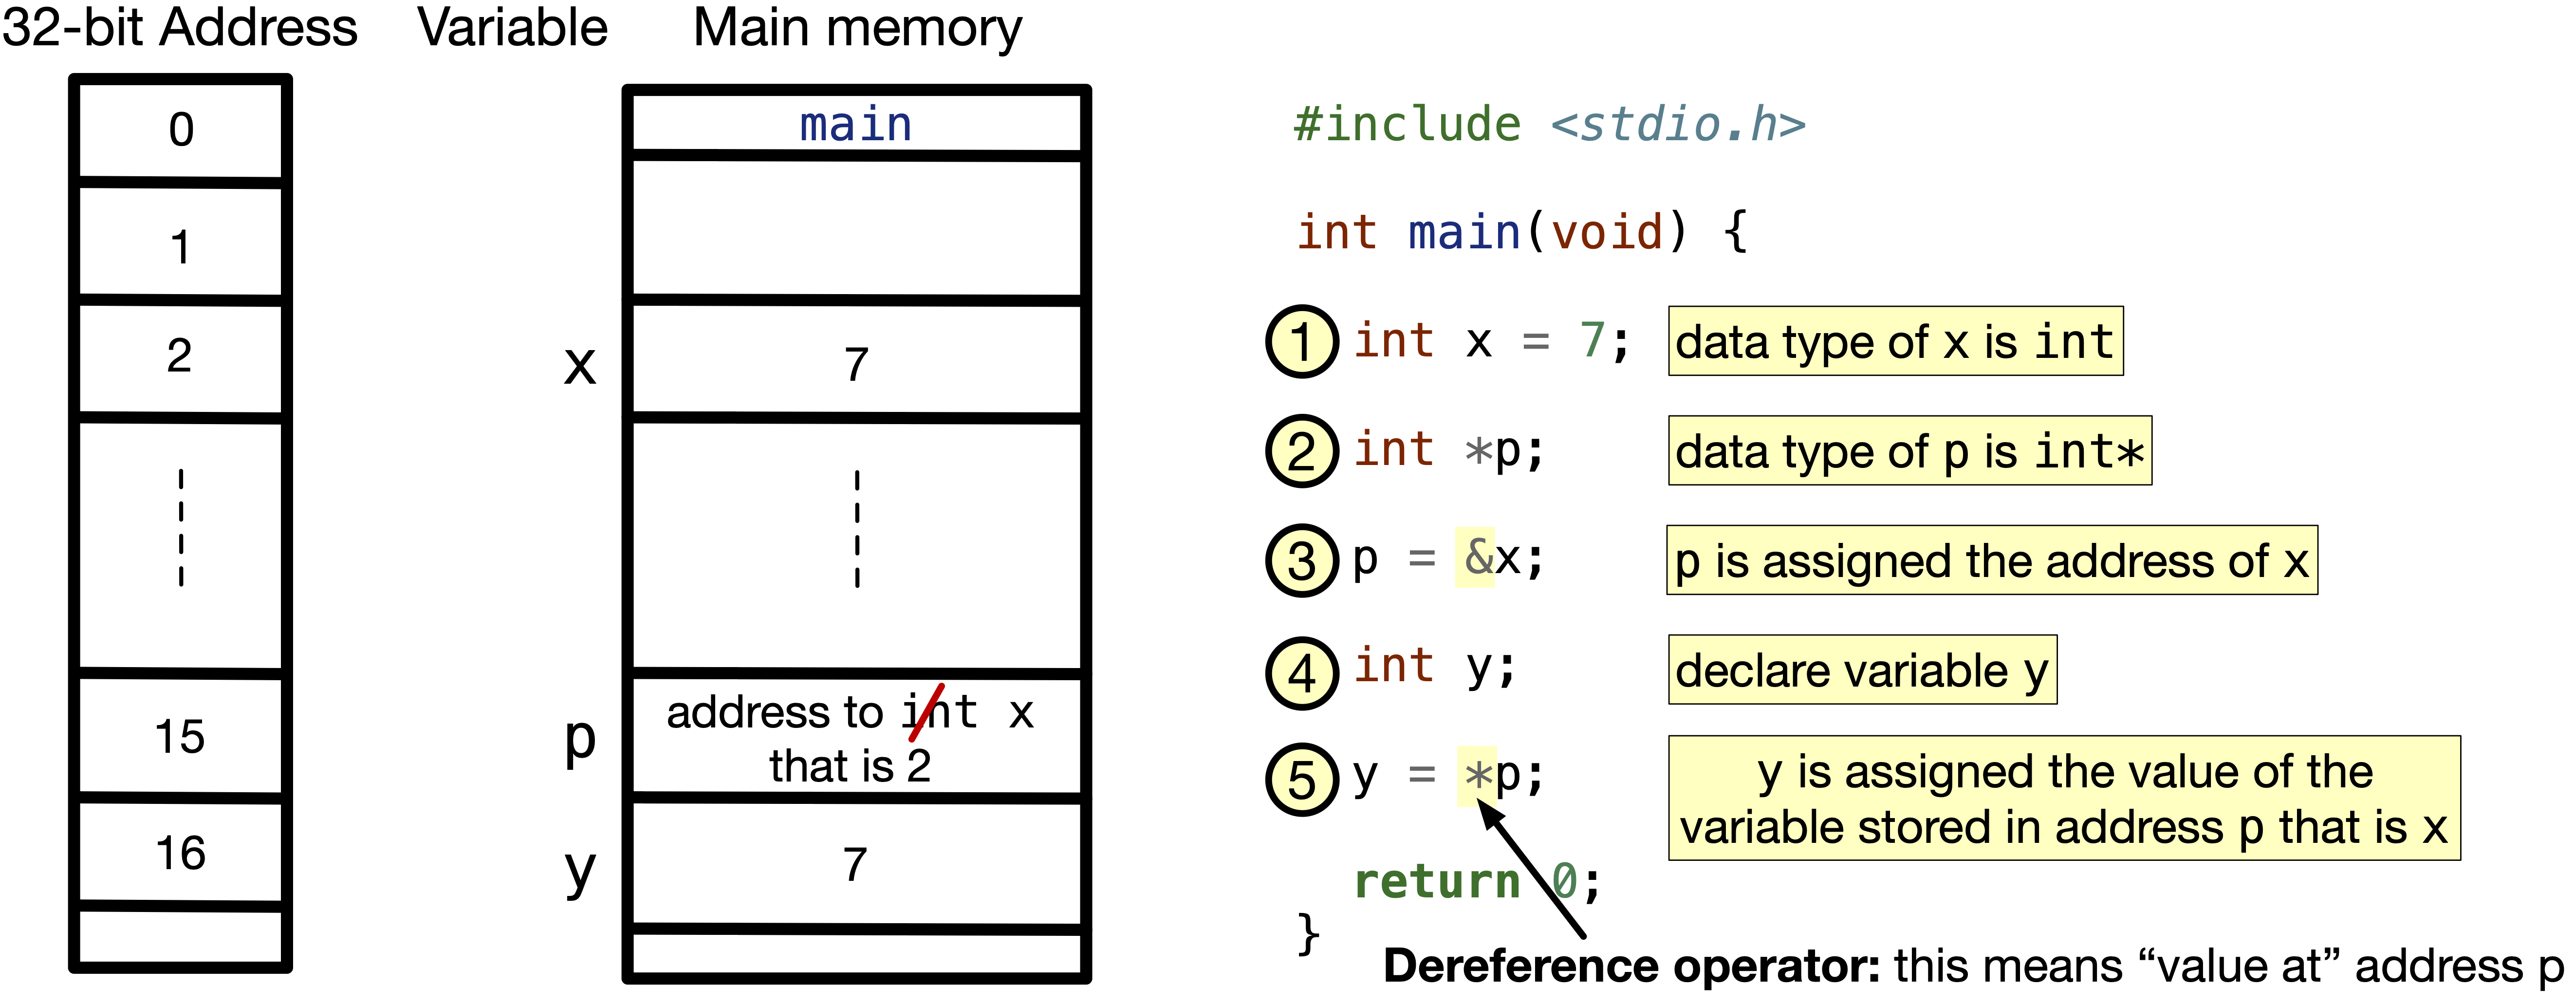 32-bit Address Variable Main memory
0
1
2
15
16
x
p
y
main
7
address to int x
that is 2
7
#include <stdio.h>
int main(void) {
1 int x = 7; data type of x is int
2 int *p; data type of p is int*
3 p = &x; p is assigned the address of x
4 int y; declare variable y
5 y = *p; y is assigned the value of the
variable stored in address p that is x
return 0;
}
Dereference operator: this means “value at” address p